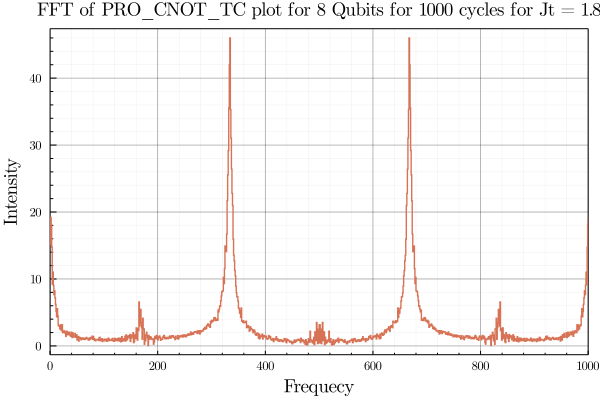 FFT of PRO_CNOT_TC plot for 8 Qubits for 1000 cycles for Jt = 1.8
Intensity
40
30
20
10
0
0 200 400 600 800 1000
Frequecy